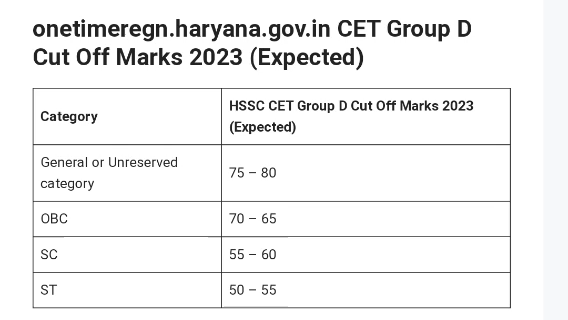 onetimeregn.haryana.gov.in CET Group D
Cut Off Marks 2023 (Expected)
Category
HSSC CET Group D Cut Off Marks 2023
(Expected)
General or Unreserved
category
75 – 80
OBC
70 – 65
SC
55 – 60
ST
50 – 55